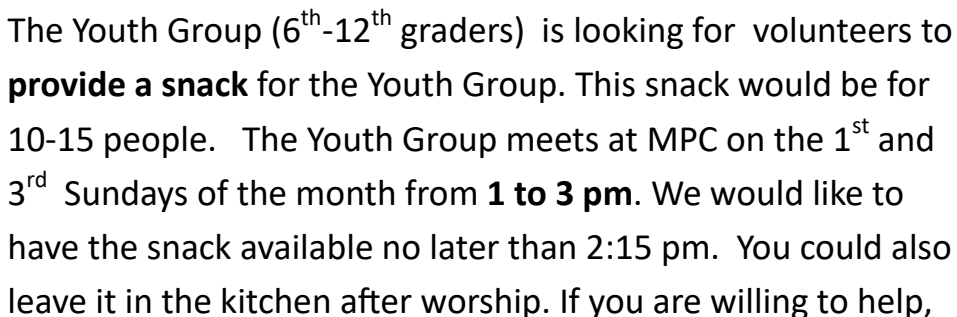 The Youth Group (6th-12th graders)  is looking for  volunteers to
provide a snack for the Youth Group. This snack would be for
10-15 people.   The Youth Group meets at MPC on the 1st and
3rd  Sundays of the month from 1 to 3 pm. We would like to
have the snack available no later than 2:15 pm.  You could also
leave it in the kitchen after worship. If you are willing to help,